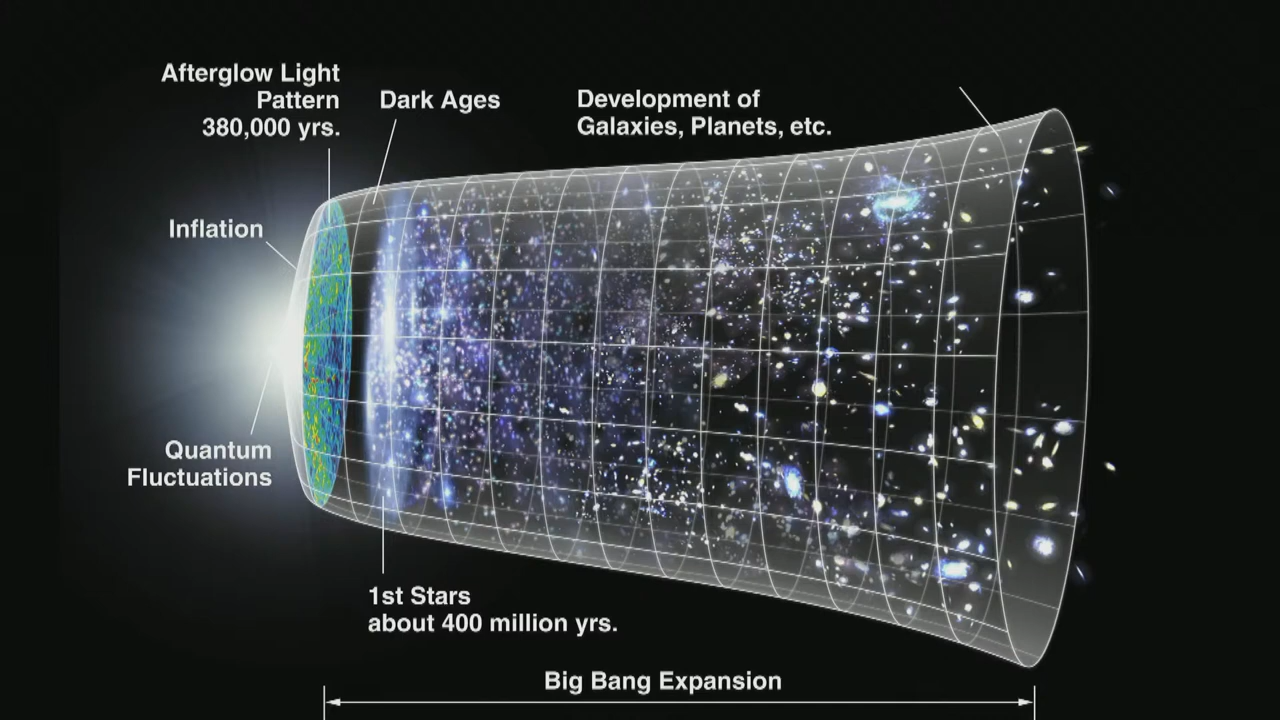 Afterglow Light
Pattern
380,000 yrs.
Dark Ages
Development of
Galaxies, Planets, etc.
Inflation
Quantum
Fluctuations
1st Stars
about 400 million yrs.
Big Bang Expansion